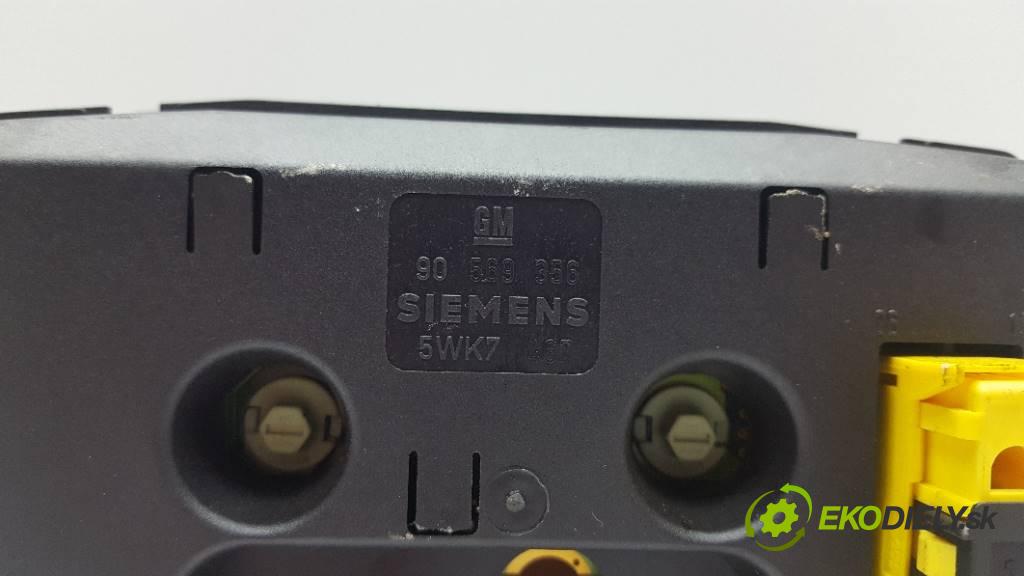 GM
90 569 356
SIEMENS
5WK7
EKODIELY.sk